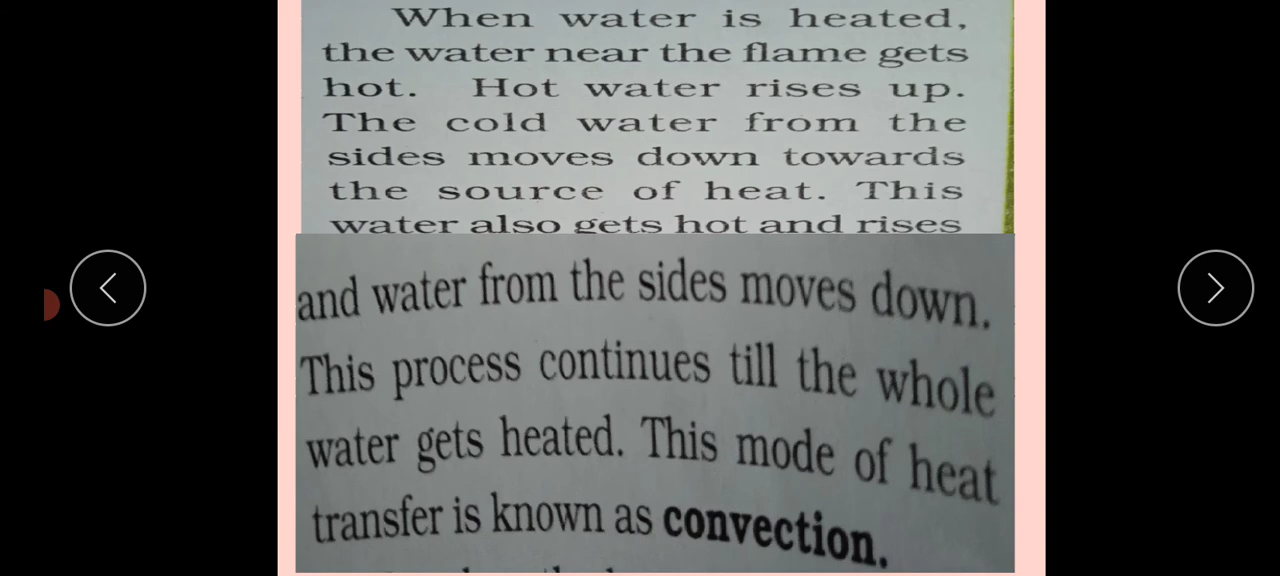 When water is heated,
the water near the flame gets
hot. Hot water rises up.
The cold water from the
sides moves down towards
the source of heat. This
water also gets hot and rises
and water from the sides moves down.
This process continues till the whole
water gets heated. This mode of heat
transfer is known as convection.